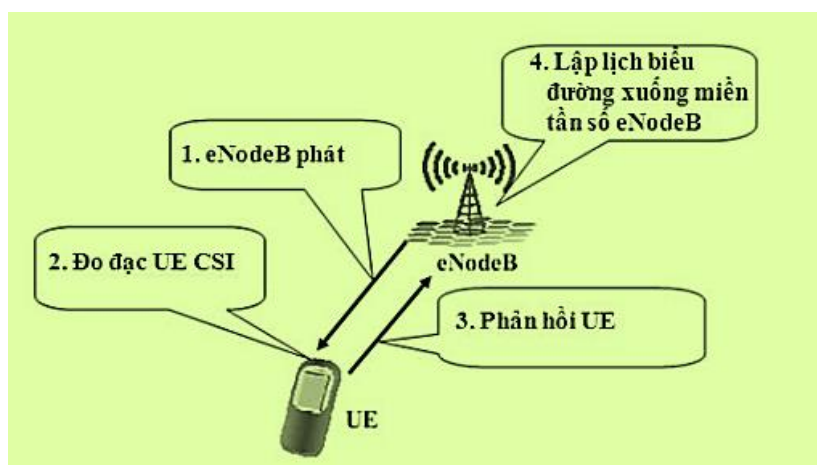 4. Lập lịch biểu
đường xuống miền
tần số eNodeB
1. eNodeB phát
2. Đo đạc UE CSI
eNodeB
3. Phản hồi UE
UE